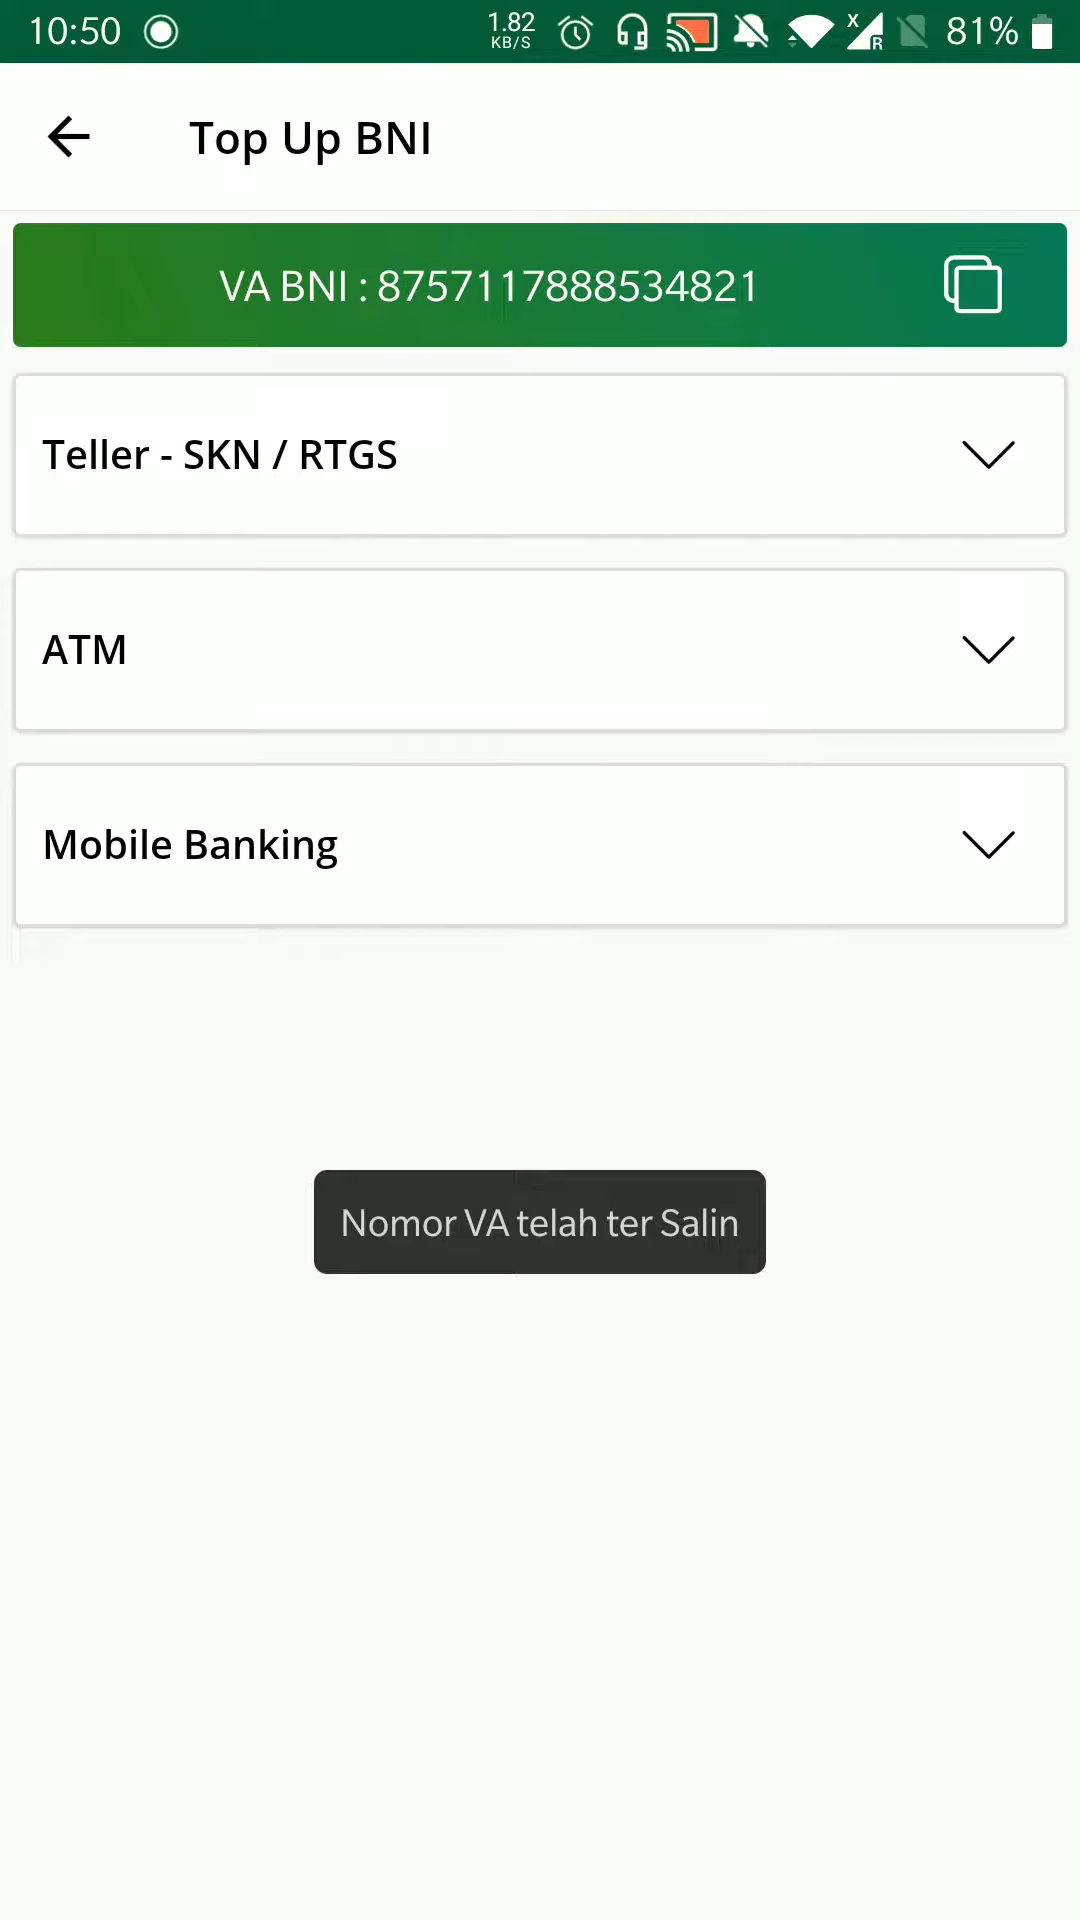 10:50 1.82 KB/S X R 81%
Top Up BNI
VA BNI : 8757117888534821
Teller - SKN / RTGS
ATM
Mobile Banking
Nomor VA telah ter Salin